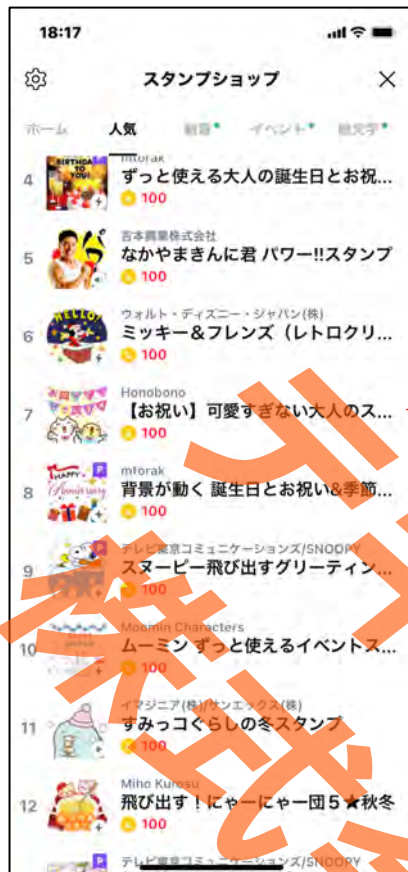 18:17
スタンプショップ
ホーム 人気 イベント 絵文字
BIRTHDAY
TO
YOU!
mtorak
4 ずっと使える大人の誕生日とお祝...
100
吉本興業株式会社
5 なかやまきんに君 パワー!!スタンプ
100
HELLO!
ウォルト・ディズニー・ジャパン(株)
6 ミッキー&フレンズ（レトロクリ...
100
Honobono
7 【お祝い】可愛すぎない大人のス...
100
HAPPY
Anniversary
P
mtorak
8 背景が動く 誕生日とお祝い&季節...
100
P
テレビ東京コミュニケーションズ/SNOOPY
9 スヌーピー飛び出すグリーティン...
100
Moomin Characters
10 ムーミン ずっと使えるイベントス...
100
イマジニア(株)/サンエックス(株)
11 すみっコぐらしの冬スタンプ
100
Miho Kurosu
12 飛び出す！にゃーにゃー団５★秋冬
100
P
テレビ東京コミュニケーションズ/SNOOPY